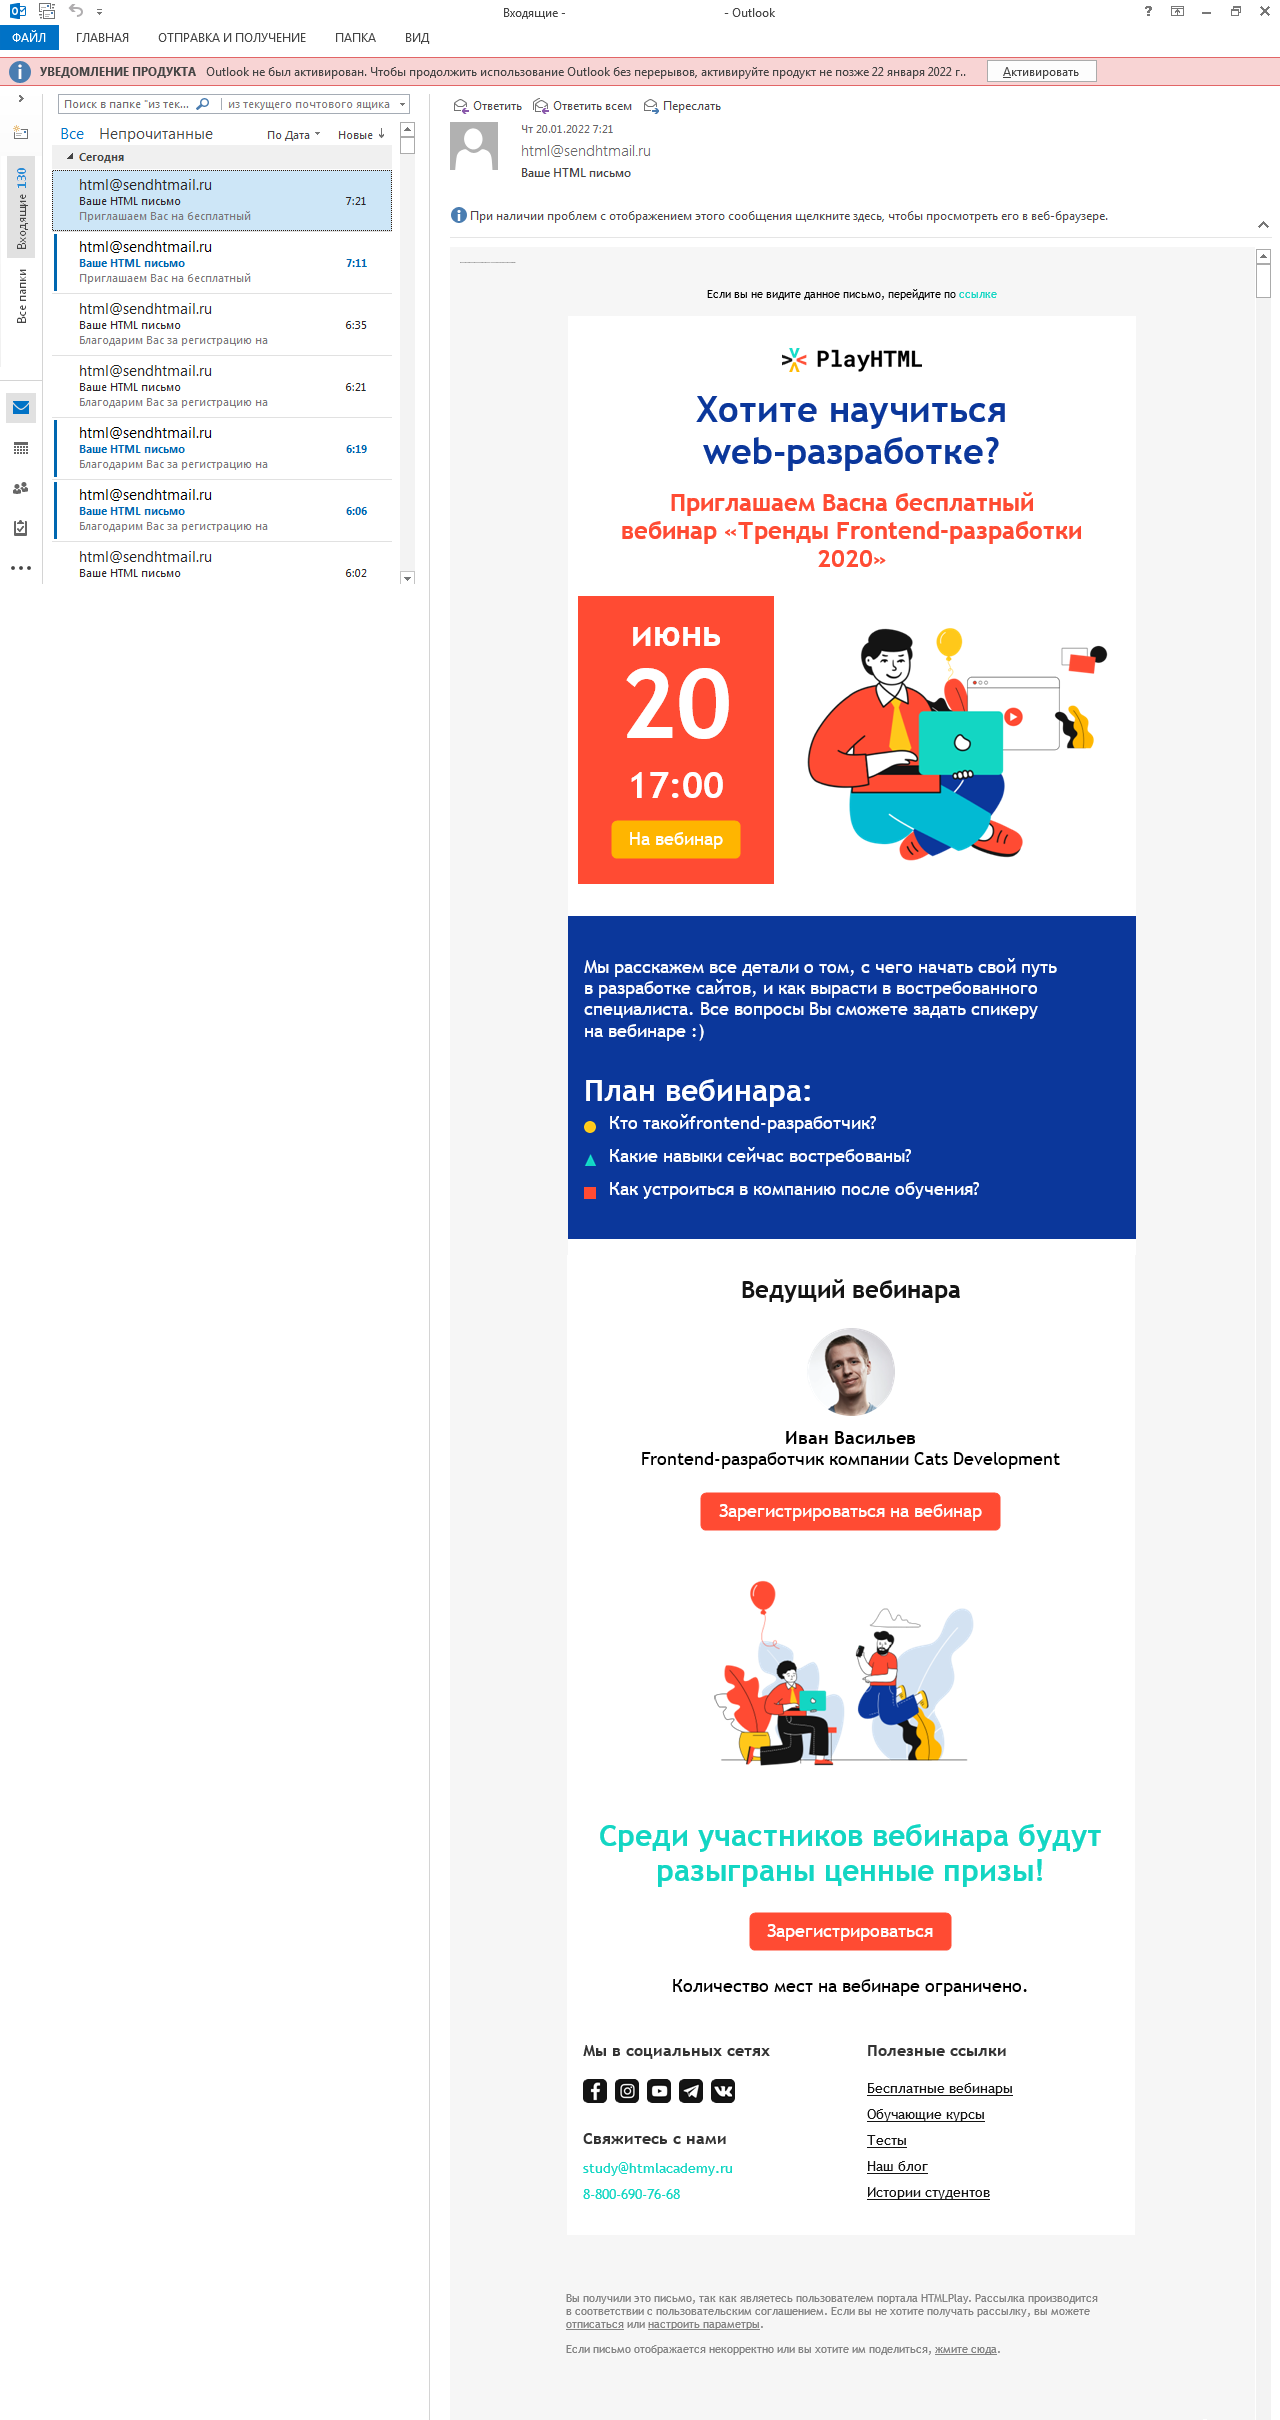 Входящие -
- Outlook
ФАЙЛ
ГЛАВНАЯ
ОТПРАВКА И ПОЛУЧЕНИЕ
ПАПКА
ВИД
УВЕДОМЛЕНИЕ ПРОДУКТА Outlook не был активирован. Чтобы продолжить использование Outlook без перерывов, активируйте продукт не позже 22 января 2022 г..
Активировать
Входящие 130
Все папки
Поиск в папке "из тек...
из текущего почтового ящика
Все Непрочитанные
По Дата
Новые
Сегодня
html@sendhtmail.ru
Ваше HTML письмо 7:21
Приглашаем Вас на бесплатный
html@sendhtmail.ru
Ваше HTML письмо 7:11
Приглашаем Вас на бесплатный
html@sendhtmail.ru
Ваше HTML письмо 6:35
Благодарим Вас за регистрацию на
html@sendhtmail.ru
Ваше HTML письмо 6:21
Благодарим Вас за регистрацию на
html@sendhtmail.ru
Ваше HTML письмо 6:19
Благодарим Вас за регистрацию на
html@sendhtmail.ru
Ваше HTML письмо 6:06
Благодарим Вас за регистрацию на
html@sendhtmail.ru
Ваше HTML письмо 6:02
Ответить Ответить всем Переслать
Чт 20.01.2022 7:21
html@sendhtmail.ru
Ваше HTML письмо
При наличии проблем с отображением этого сообщения щелкните здесь, чтобы просмотреть его в веб-браузере.
Если вы не видите данное письмо, перейдите по ссылке
PlayHTML
Хотите научиться
web-разработке?
Приглашаем Васна бесплатный
вебинар «Тренды Frontend-разработки
2020»
июнь
20
17:00
На вебинар
Мы расскажем все детали о том, с чего начать свой путь
в разработке сайтов, и как вырасти в востребованного
специалиста. Все вопросы Вы сможете задать спикеру
на вебинаре :)
План вебинара:
Кто такойfrontend-разработчик?
Какие навыки сейчас востребованы?
Как устроиться в компанию после обучения?
Ведущий вебинара
Иван Васильев
Frontend-разработчик компании Cats Development
Зарегистрироваться на вебинар
Среди участников вебинара будут
разыграны ценные призы!
Зарегистрироваться
Количество мест на вебинаре ограничено.
Мы в социальных сетях
Свяжитесь с нами
study@htmlacademy.ru
8-800-690-76-68
Полезные ссылки
Бесплатные вебинары
Обучающие курсы
Тесты
Наш блог
Истории студентов
Вы получили это письмо, так как являетесь пользователем портала HTMLPlay. Рассылка производится
в соответствии с пользовательским соглашением. Если вы не хотите получать рассылку, вы можете
отписаться или настроить параметры.
Если письмо отображается некорректно или вы хотите им поделиться, жмите сюда.